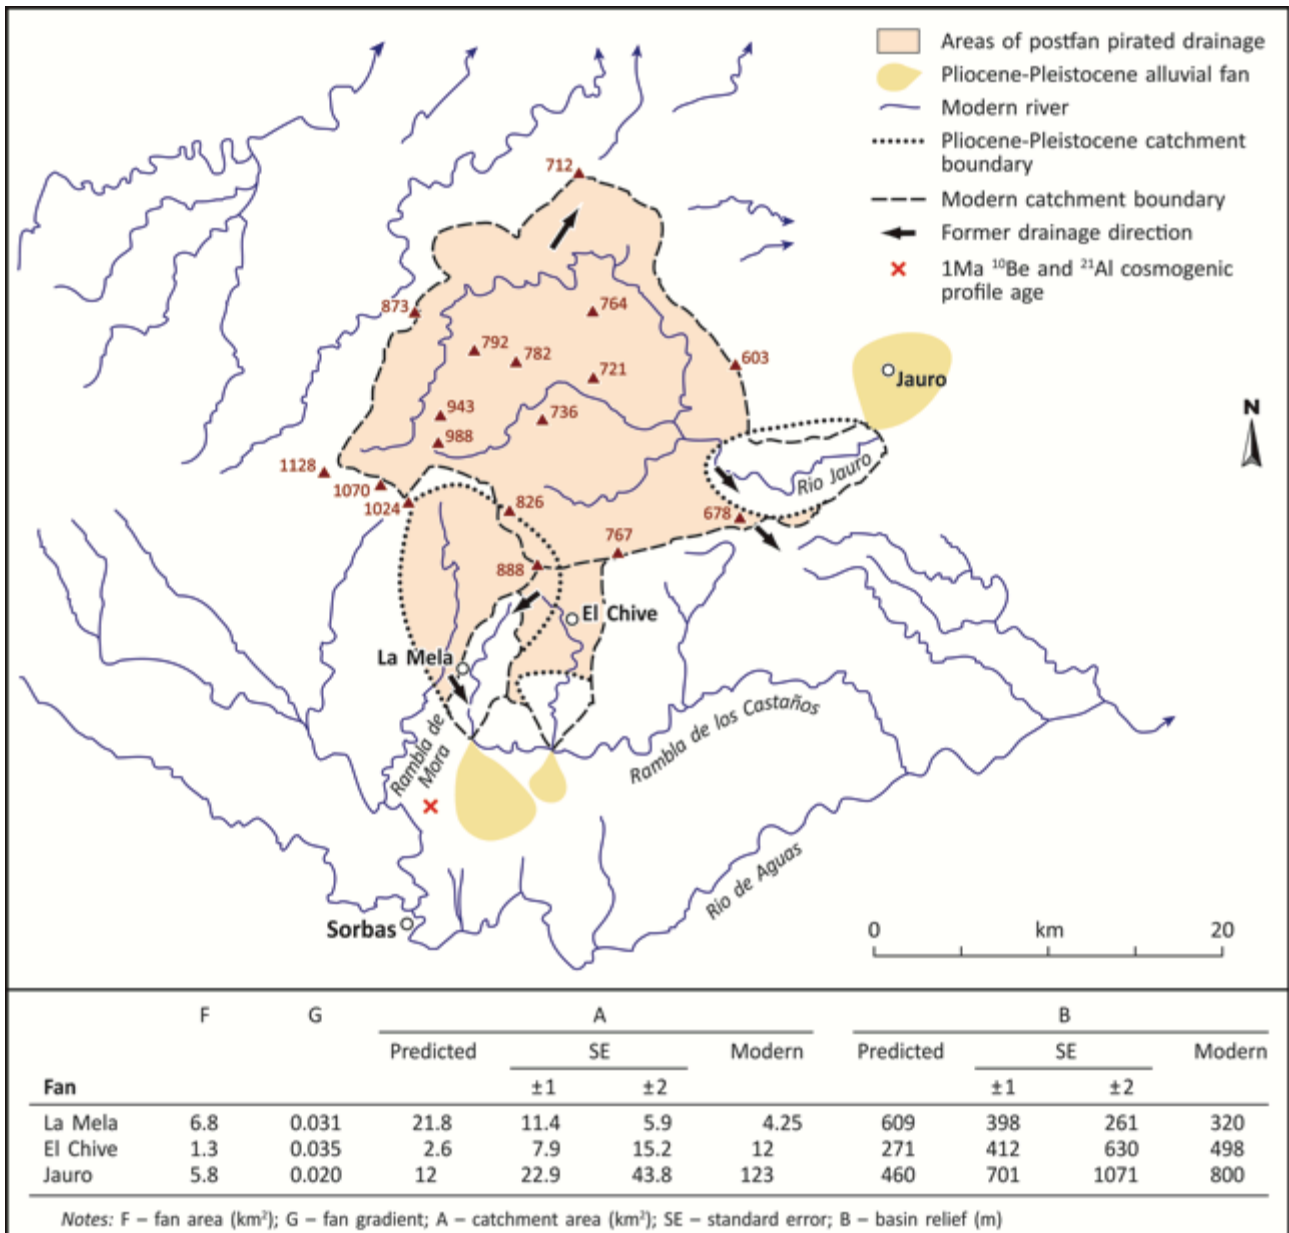 Areas of postfan pirated drainage
Pliocene-Pleistocene alluvial fan
Modern river
Pliocene-Pleistocene catchment
boundary
Modern catchment boundary
Former drainage direction
1Ma ¹⁰Be and ²¹Al cosmogenic
profile age
712
873
764
792
782
721
603
Jauro
N
943
736
988
1128
1070
1024
826
678
Rio Jauro
767
888
El Chive
La Mela
Rambla de
Mora
Rambla de los Castaños
Rio de Aguas
Sorbas
0 km 20
F G A B
Predicted SE Modern Predicted SE Modern
Fan ±1 ±2 ±1 ±2
La Mela 6.8 0.031 21.8 11.4 5.9 4.25 609 398 261 320
El Chive 1.3 0.035 2.6 7.9 15.2 12 271 412 630 498
Jauro 5.8 0.020 12 22.9 43.8 123 460 701 1071 800
Notes: F – fan area (km²); G – fan gradient; A – catchment area (km²); SE – standard error; B – basin relief (m)